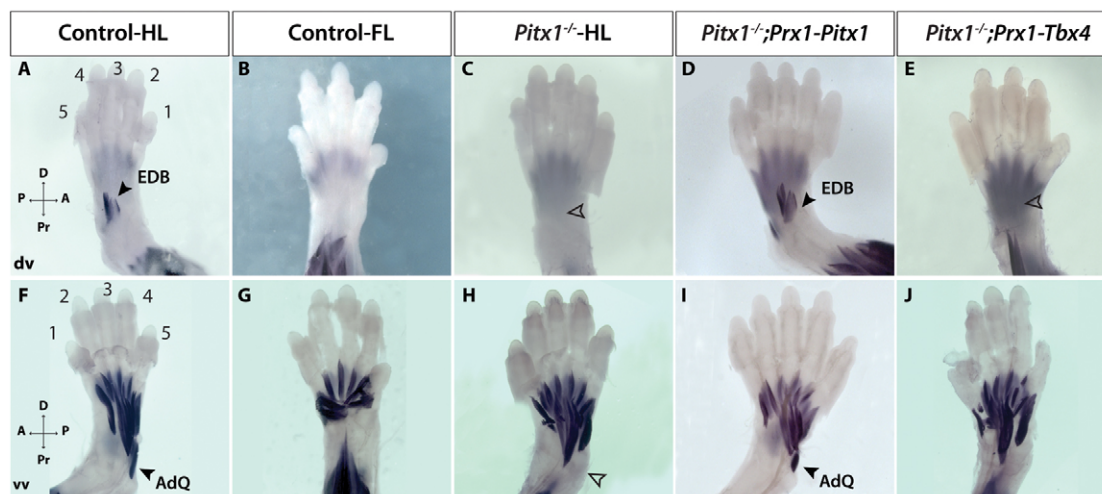 Control-HL
Control-FL
Pitx1-/--HL
Pitx1-/-;Prx1-Pitx1
Pitx1-/-;Prx1-Tbx4
A
4 3 2
5 1
EDB
D
P A
Pr
dv
B
C
D
EDB
E
F
2 3 4
1 5
D
A P
Pr
AdQ
vv
G
H
I
AdQ
J